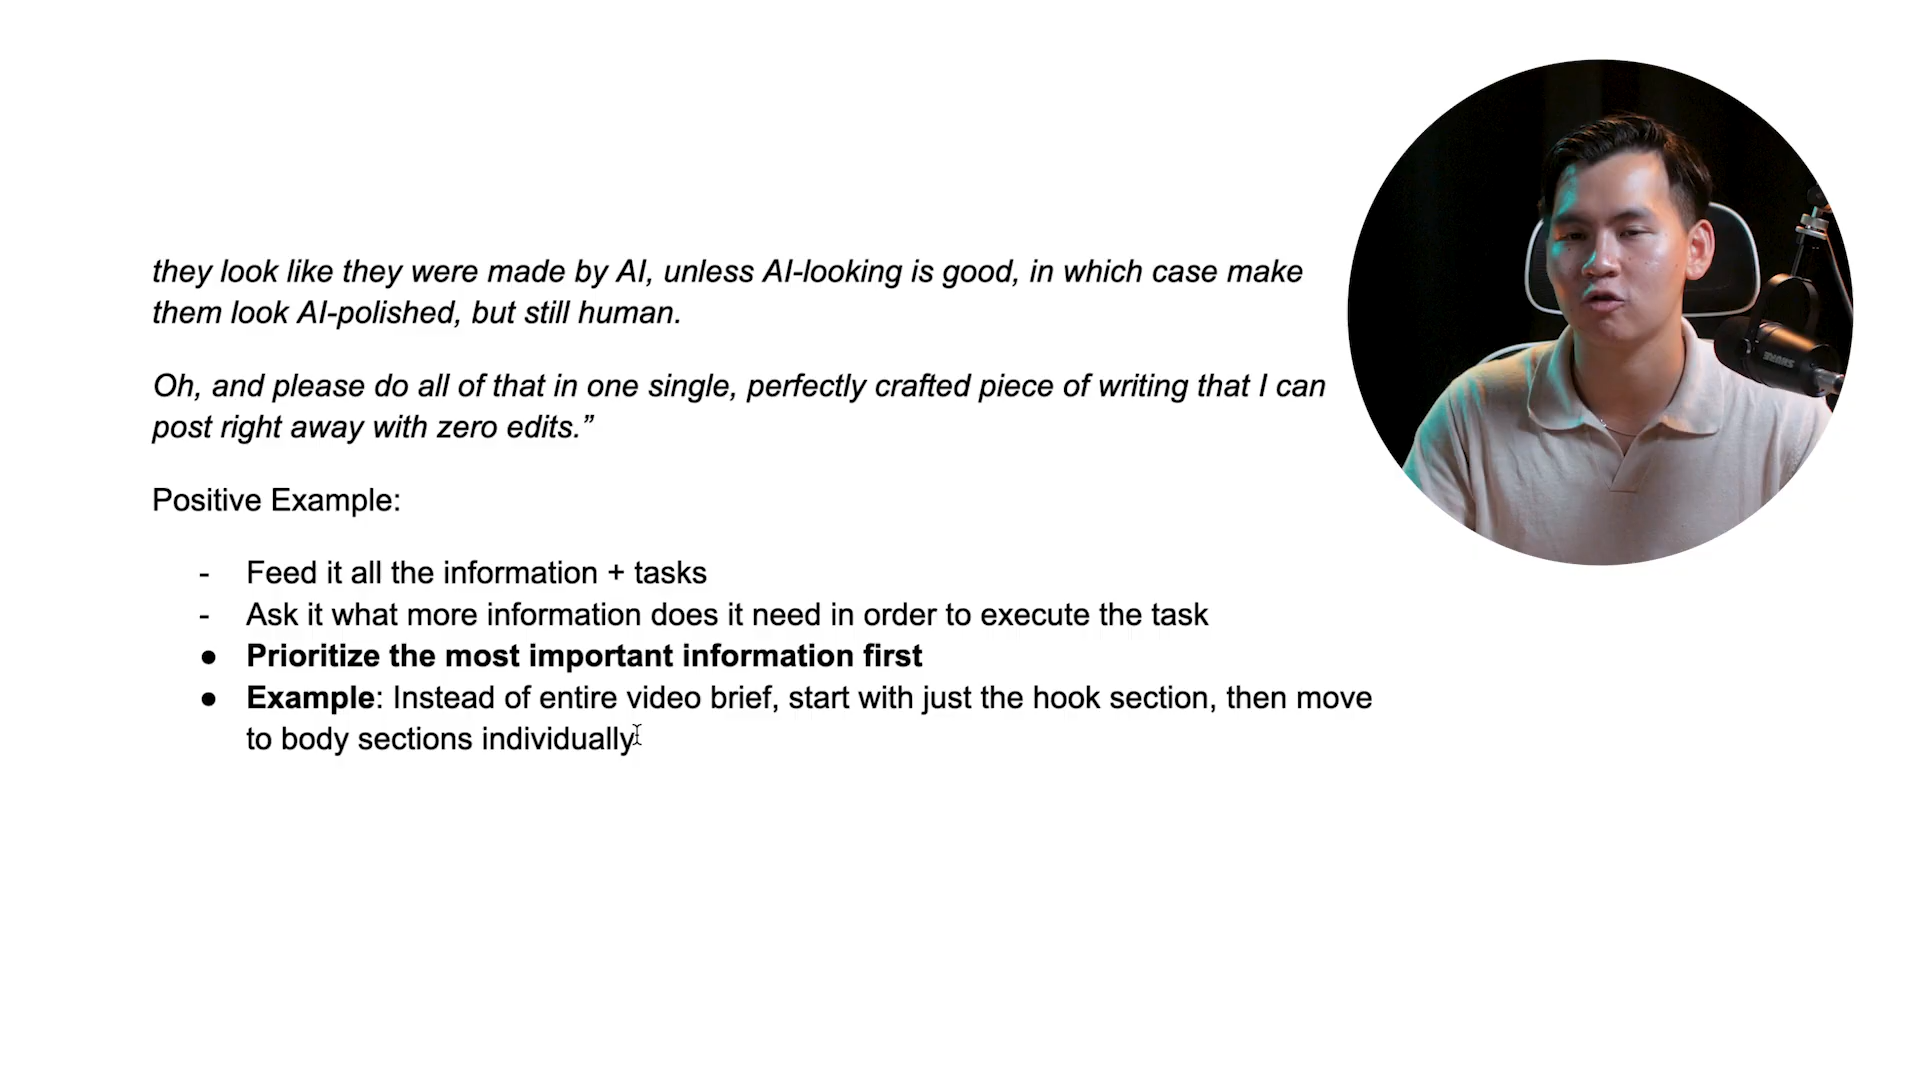 they look like they were made by AI, unless AI-looking is good, in which case make
them look AI-polished, but still human.
Oh, and please do all of that in one single, perfectly crafted piece of writing that I can
post right away with zero edits.”
Positive Example:
- Feed it all the information + tasks
- Ask it what more information does it need in order to execute the task
● Prioritize the most important information first
● Example: Instead of entire video brief, start with just the hook section, then move
to body sections individually
SHURE